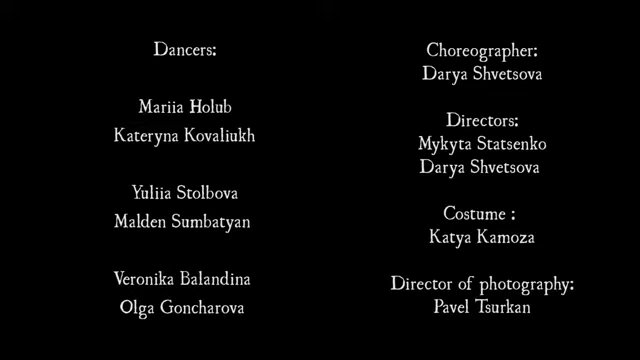 Dancers:
Mariia Holub
Kateryna Kovaliukh
Yuliia Stolbova
Malden Sumbatyan
Veronika Balandina
Olga Goncharova
Choreographer:
Darya Shvetsova
Directors:
Mykyta Statsenko
Darya Shvetsova
Costume :
Katya Kamoza
Director of photography:
Pavel Tsurkan